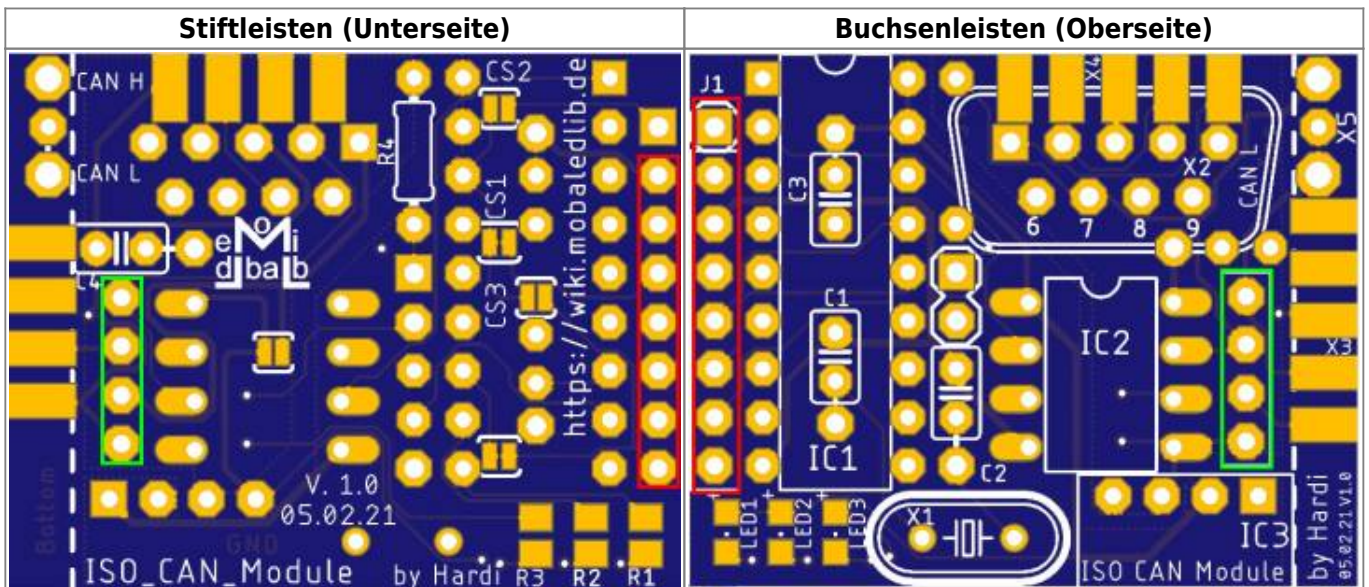 Stiftleisten (Unterseite)
Buchsenleisten (Oberseite)
CAN H
CAN L
CS2
R4
CS1
CS3
C4
e M o i
d ba L b
https://wiki.mobaledlib.de
V. 1.0
05.02.21
Bottom
GND
ISO_CAN_Module
by Hardi
R3
R2
R1
J1
X4
X5
C3
X2
CAN L
6
7
8
9
C1
IC2
X3
IC1
C2
+
+
+
LED1
LED2
LED3
X1
IC3
ISO CAN Module
by Hardi
05.02.21 V1.0